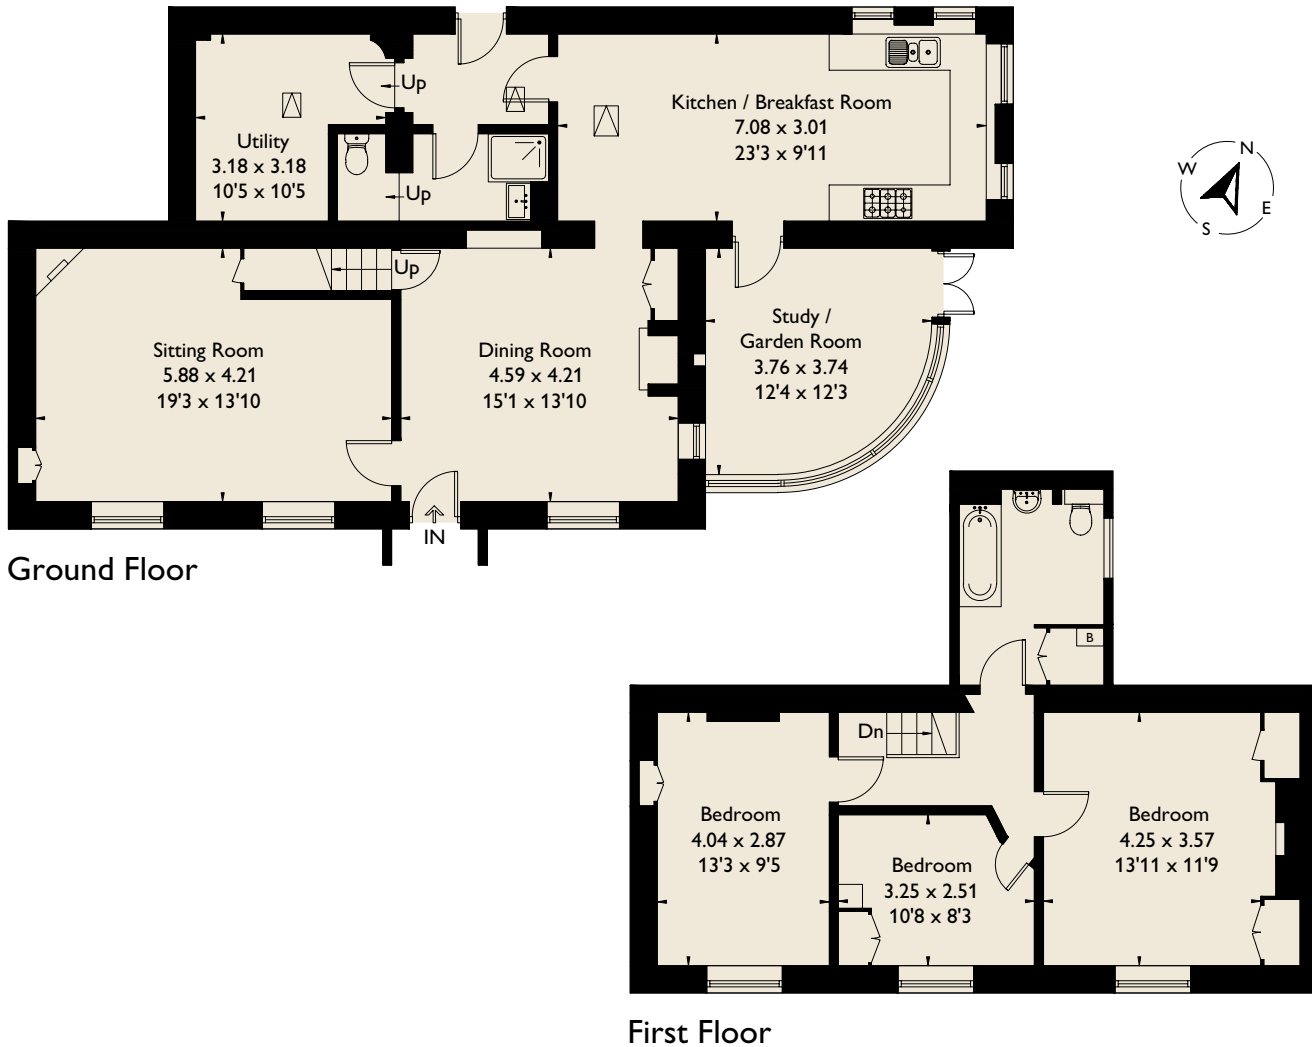 Up
Kitchen / Breakfast Room
7.08 x 3.01
23'3 x 9'11
Utility
3.18 x 3.18
10'5 x 10'5
Up
N
W
E
S
Up
Sitting Room
5.88 x 4.21
19'3 x 13'10
Dining Room
4.59 x 4.21
15'1 x 13'10
Study /
Garden Room
3.76 x 3.74
12'4 x 12'3
IN
Ground Floor
B
Dn
Bedroom
4.04 x 2.87
13'3 x 9'5
Bedroom
3.25 x 2.51
10'8 x 8'3
Bedroom
4.25 x 3.57
13'11 x 11'9
First Floor